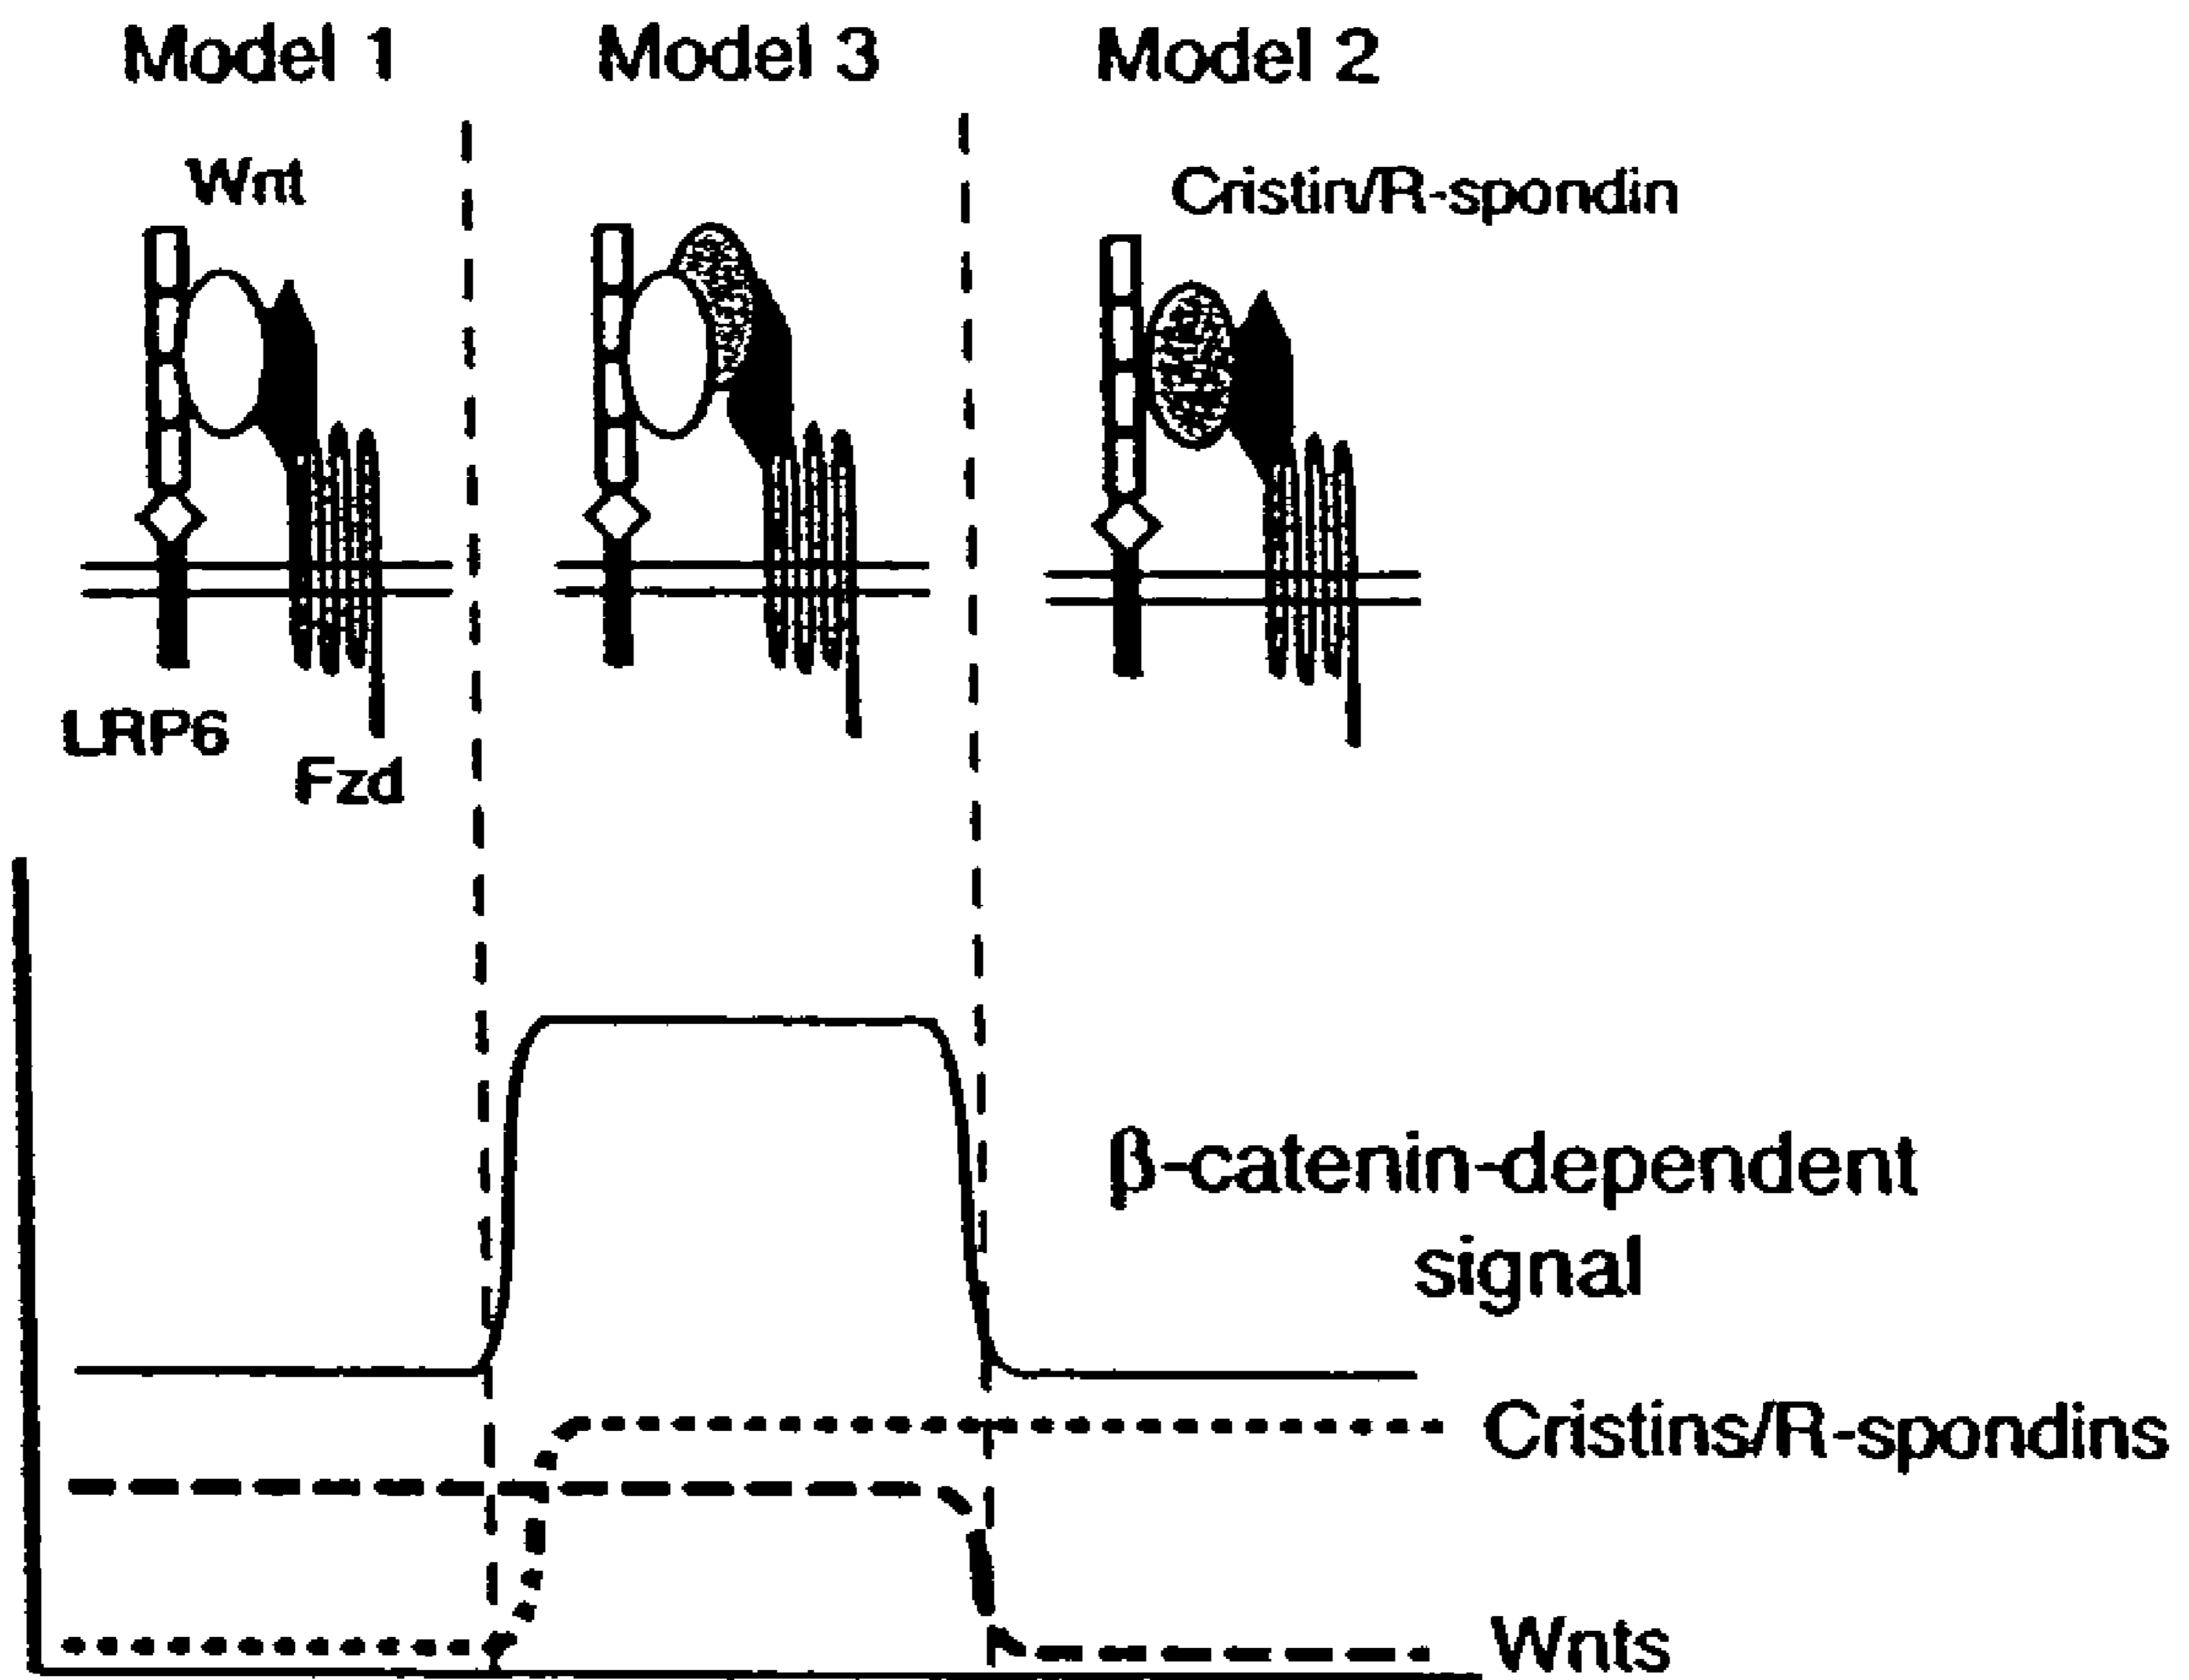 Model 1
Model 3
Model 2
Wnt
Cristin/R-spondin
LRP6
Fzd
β-catenin-dependent
signal
Cristins/R-spondins
Wnts